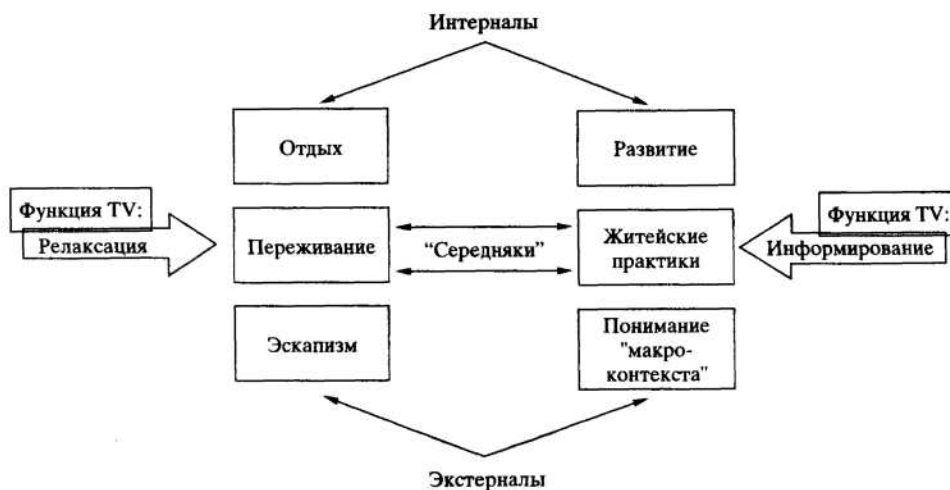 Интерналы
Отдых
Развитие
Функция TV:
Релаксация
Переживание
“Середняки”
Житейские
практики
Функция TV:
Информирование
Эскапизм
Понимание
"макро-
контекста"
Экстерналы